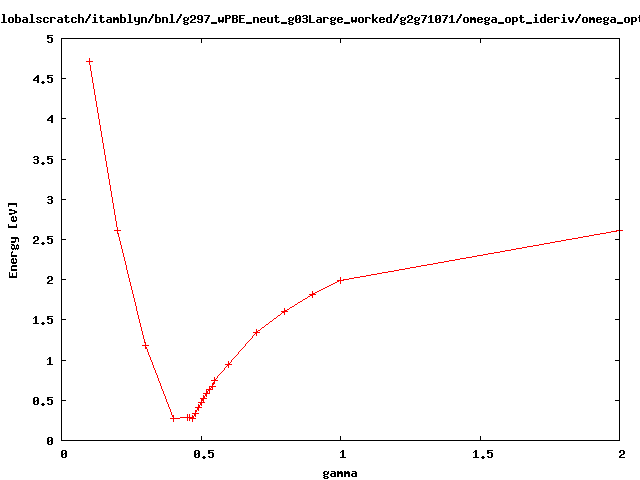 lobalscratch/itamblyn/bnl/g297_wPBE_neut_g03Large_worked/g2g71071/omega_opt_ideriv/omega_opt
5
4.5
4
3.5
3
2.5
2
1.5
1
0.5
0
Energy [eV]
0 0.5 1 1.5 2
gamma